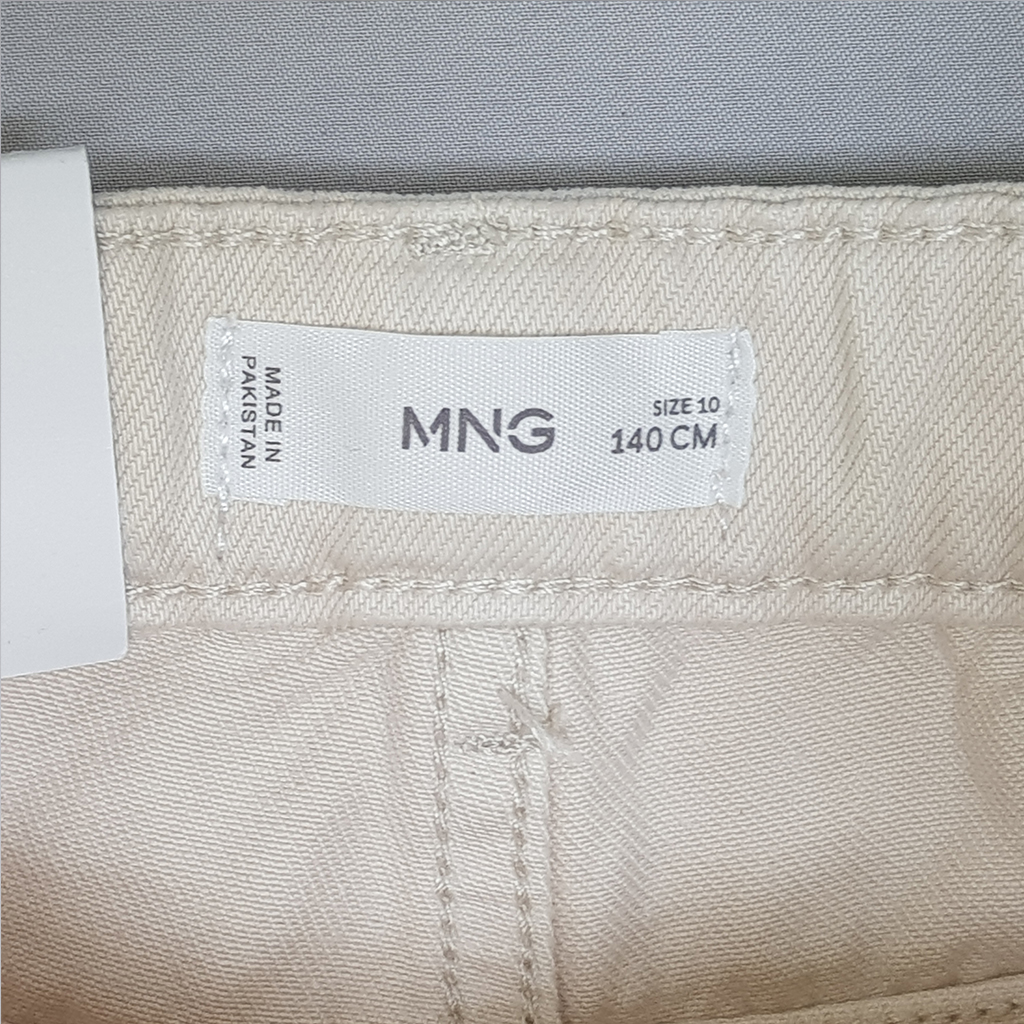 MADE IN
PAKISTAN
MNG
SIZE 10
140 CM